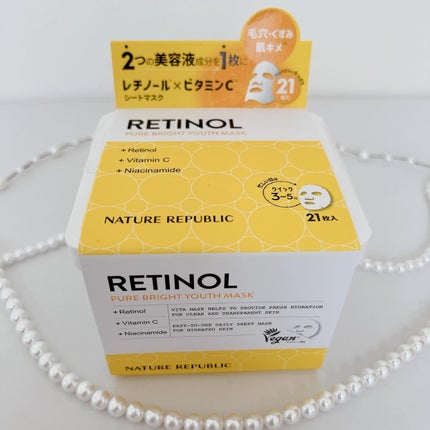 2つの美容液成分を1枚に
毛穴・くすみ
肌キメ
レチノール×ビタミンC
シートマスク
21
枚入
RETINOL
PURE BRIGHT YOUTH MASK
+ Retinol
+ Vitamin C
+ Niacinamide
クイック
3~5分
21枚入
NATURE REPUBLIC
RETINOL
PURE BRIGHT YOUTH MASK
+ Retinol
+ Vitamin C
+ Niacinamide
VITA MASK HELPS TO PROVIDE FRESH HYDRATION
FOR CLEAR AND TRANSPARENT SKIN
EASY-TO-USE DAILY SHEET MASK
FOR HYDRATED SKIN
Vegan
NATURE REPUBLIC